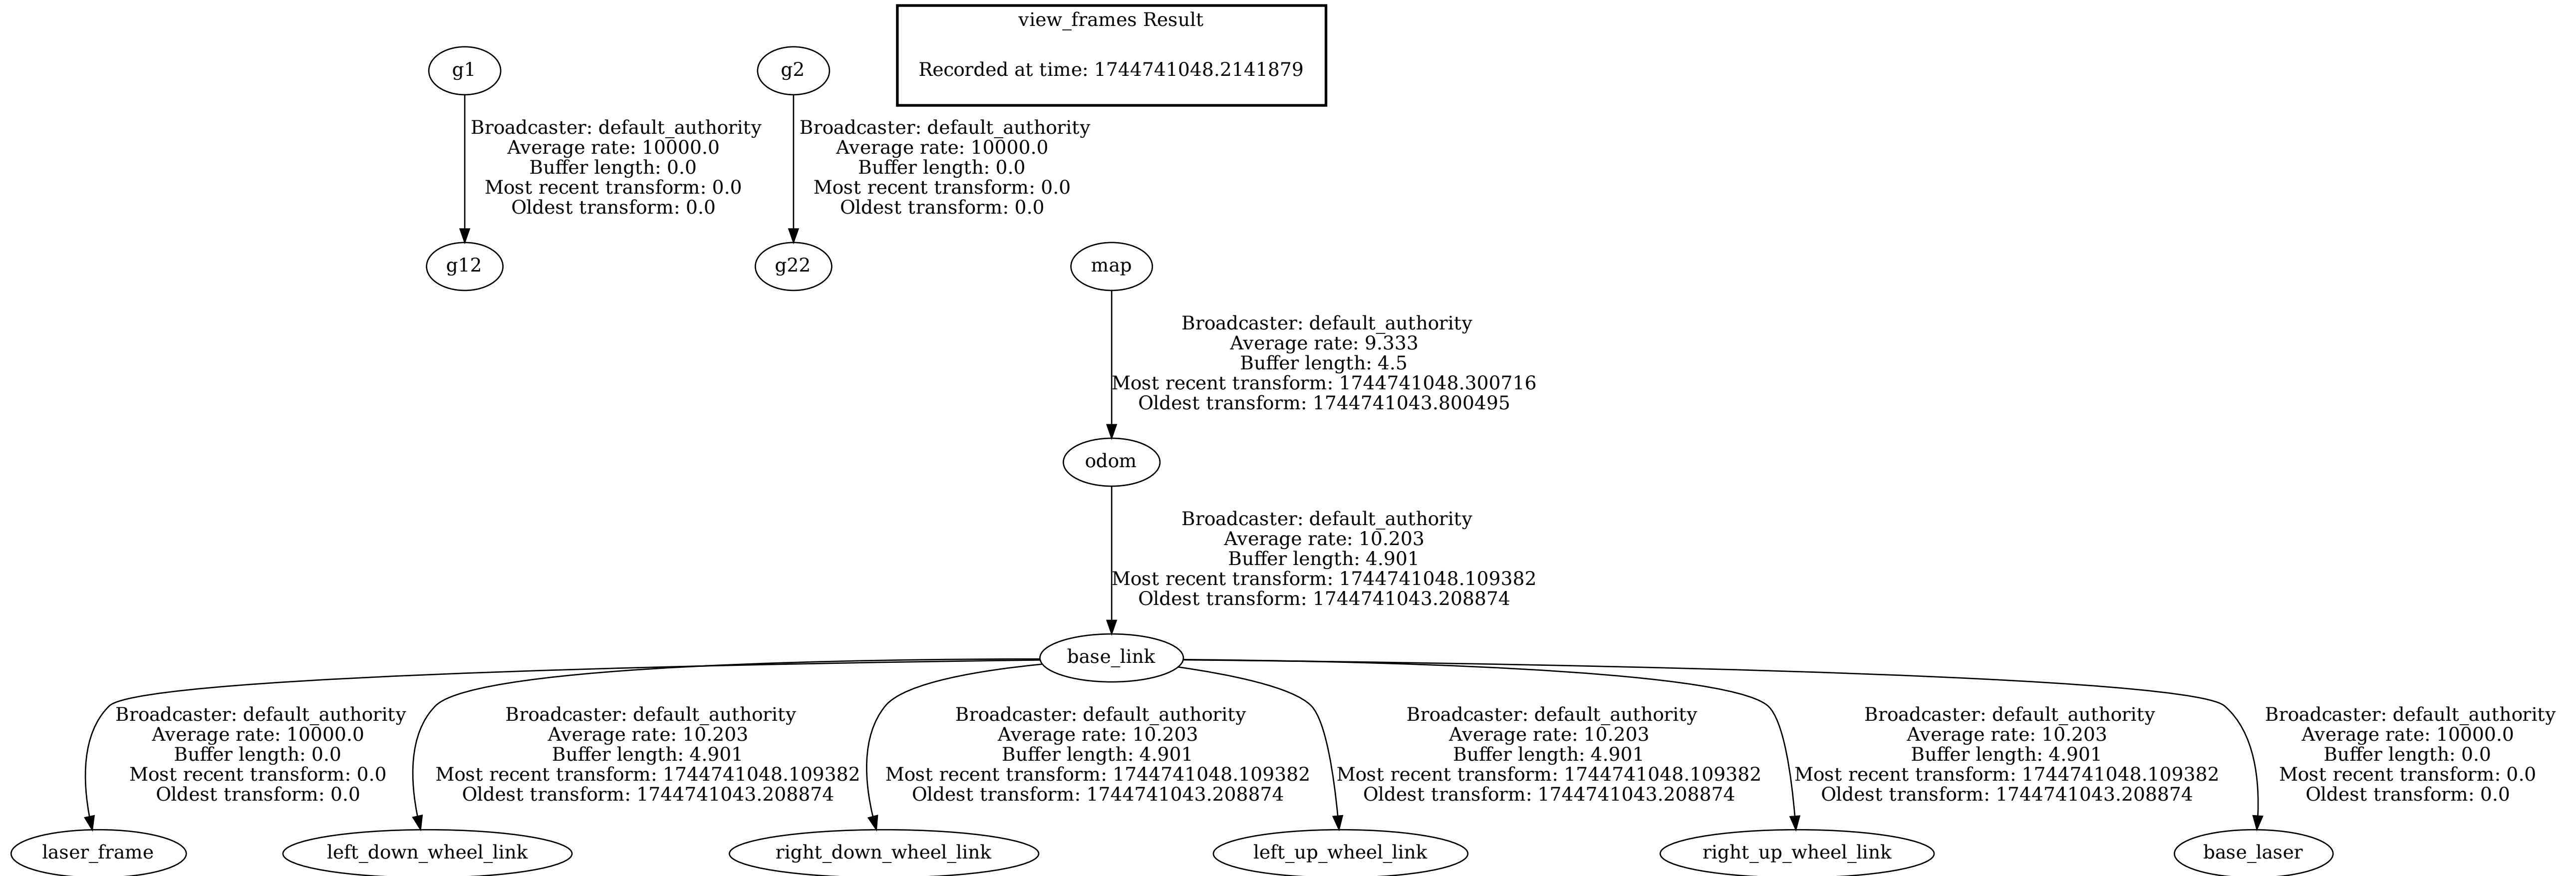 view_frames Result
Recorded at time: 1744741048.2141879
g1
g2
Broadcaster: default_authority
Average rate: 10000.0
Buffer length: 0.0
Most recent transform: 0.0
Oldest transform: 0.0
Broadcaster: default_authority
Average rate: 10000.0
Buffer length: 0.0
Most recent transform: 0.0
Oldest transform: 0.0
g12
g22
map
Broadcaster: default_authority
Average rate: 9.333
Buffer length: 4.5
Most recent transform: 1744741048.300716
Oldest transform: 1744741043.800495
odom
Broadcaster: default_authority
Average rate: 10.203
Buffer length: 4.901
Most recent transform: 1744741048.109382
Oldest transform: 1744741043.208874
base_link
Broadcaster: default_authority
Average rate: 10000.0
Buffer length: 0.0
Most recent transform: 0.0
Oldest transform: 0.0
Broadcaster: default_authority
Average rate: 10.203
Buffer length: 4.901
Most recent transform: 1744741048.109382
Oldest transform: 1744741043.208874
Broadcaster: default_authority
Average rate: 10.203
Buffer length: 4.901
Most recent transform: 1744741048.109382
Oldest transform: 1744741043.208874
Broadcaster: default_authority
Average rate: 10.203
Buffer length: 4.901
Most recent transform: 1744741048.109382
Oldest transform: 1744741043.208874
Broadcaster: default_authority
Average rate: 10.203
Buffer length: 4.901
Most recent transform: 1744741048.109382
Oldest transform: 1744741043.208874
Broadcaster: default_authority
Average rate: 10000.0
Buffer length: 0.0
Most recent transform: 0.0
Oldest transform: 0.0
laser_frame
left_down_wheel_link
right_down_wheel_link
left_up_wheel_link
right_up_wheel_link
base_laser